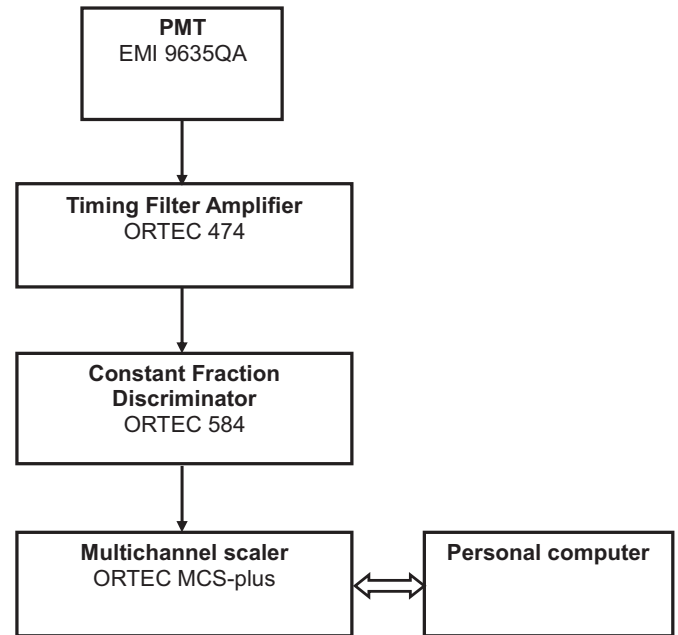 PMT
EMI 9635QA
Timing Filter Amplifier
ORTEC 474
Constant Fraction
Discriminator
ORTEC 584
Multichannel scaler
ORTEC MCS-plus
Personal computer